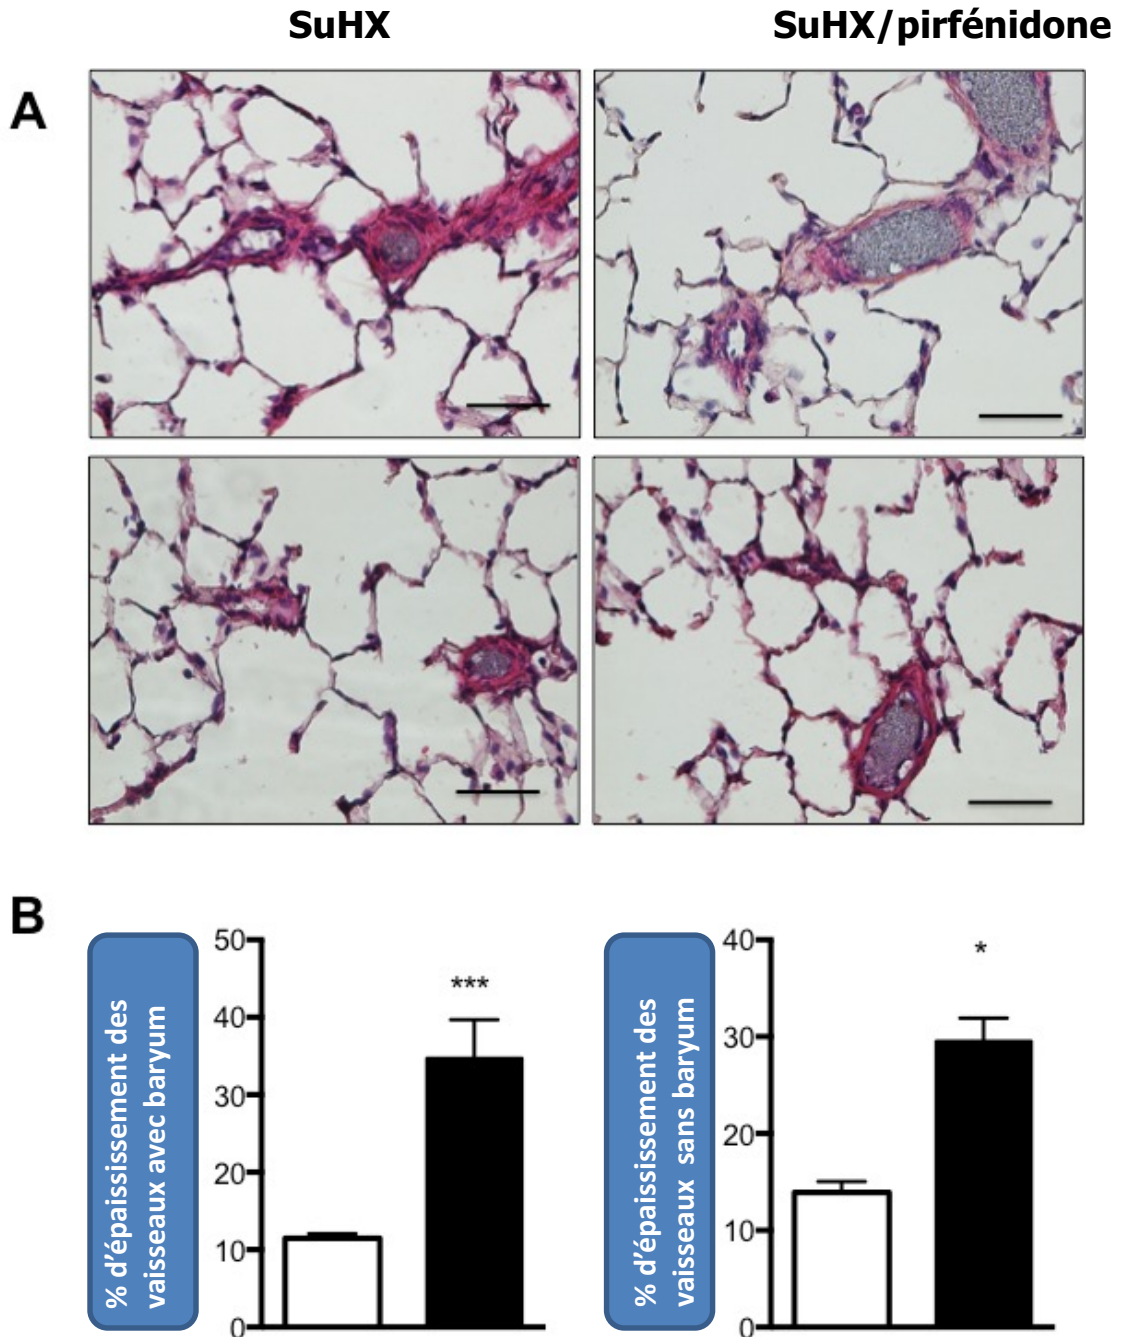 SuHX
SuHX/pirfénidone
A
B
% d'épaississement des
vaisseaux avec baryum
50
40
30
20
10
0
***
% d'épaississement des
vaisseaux sans baryum
40
30
20
10
0
*